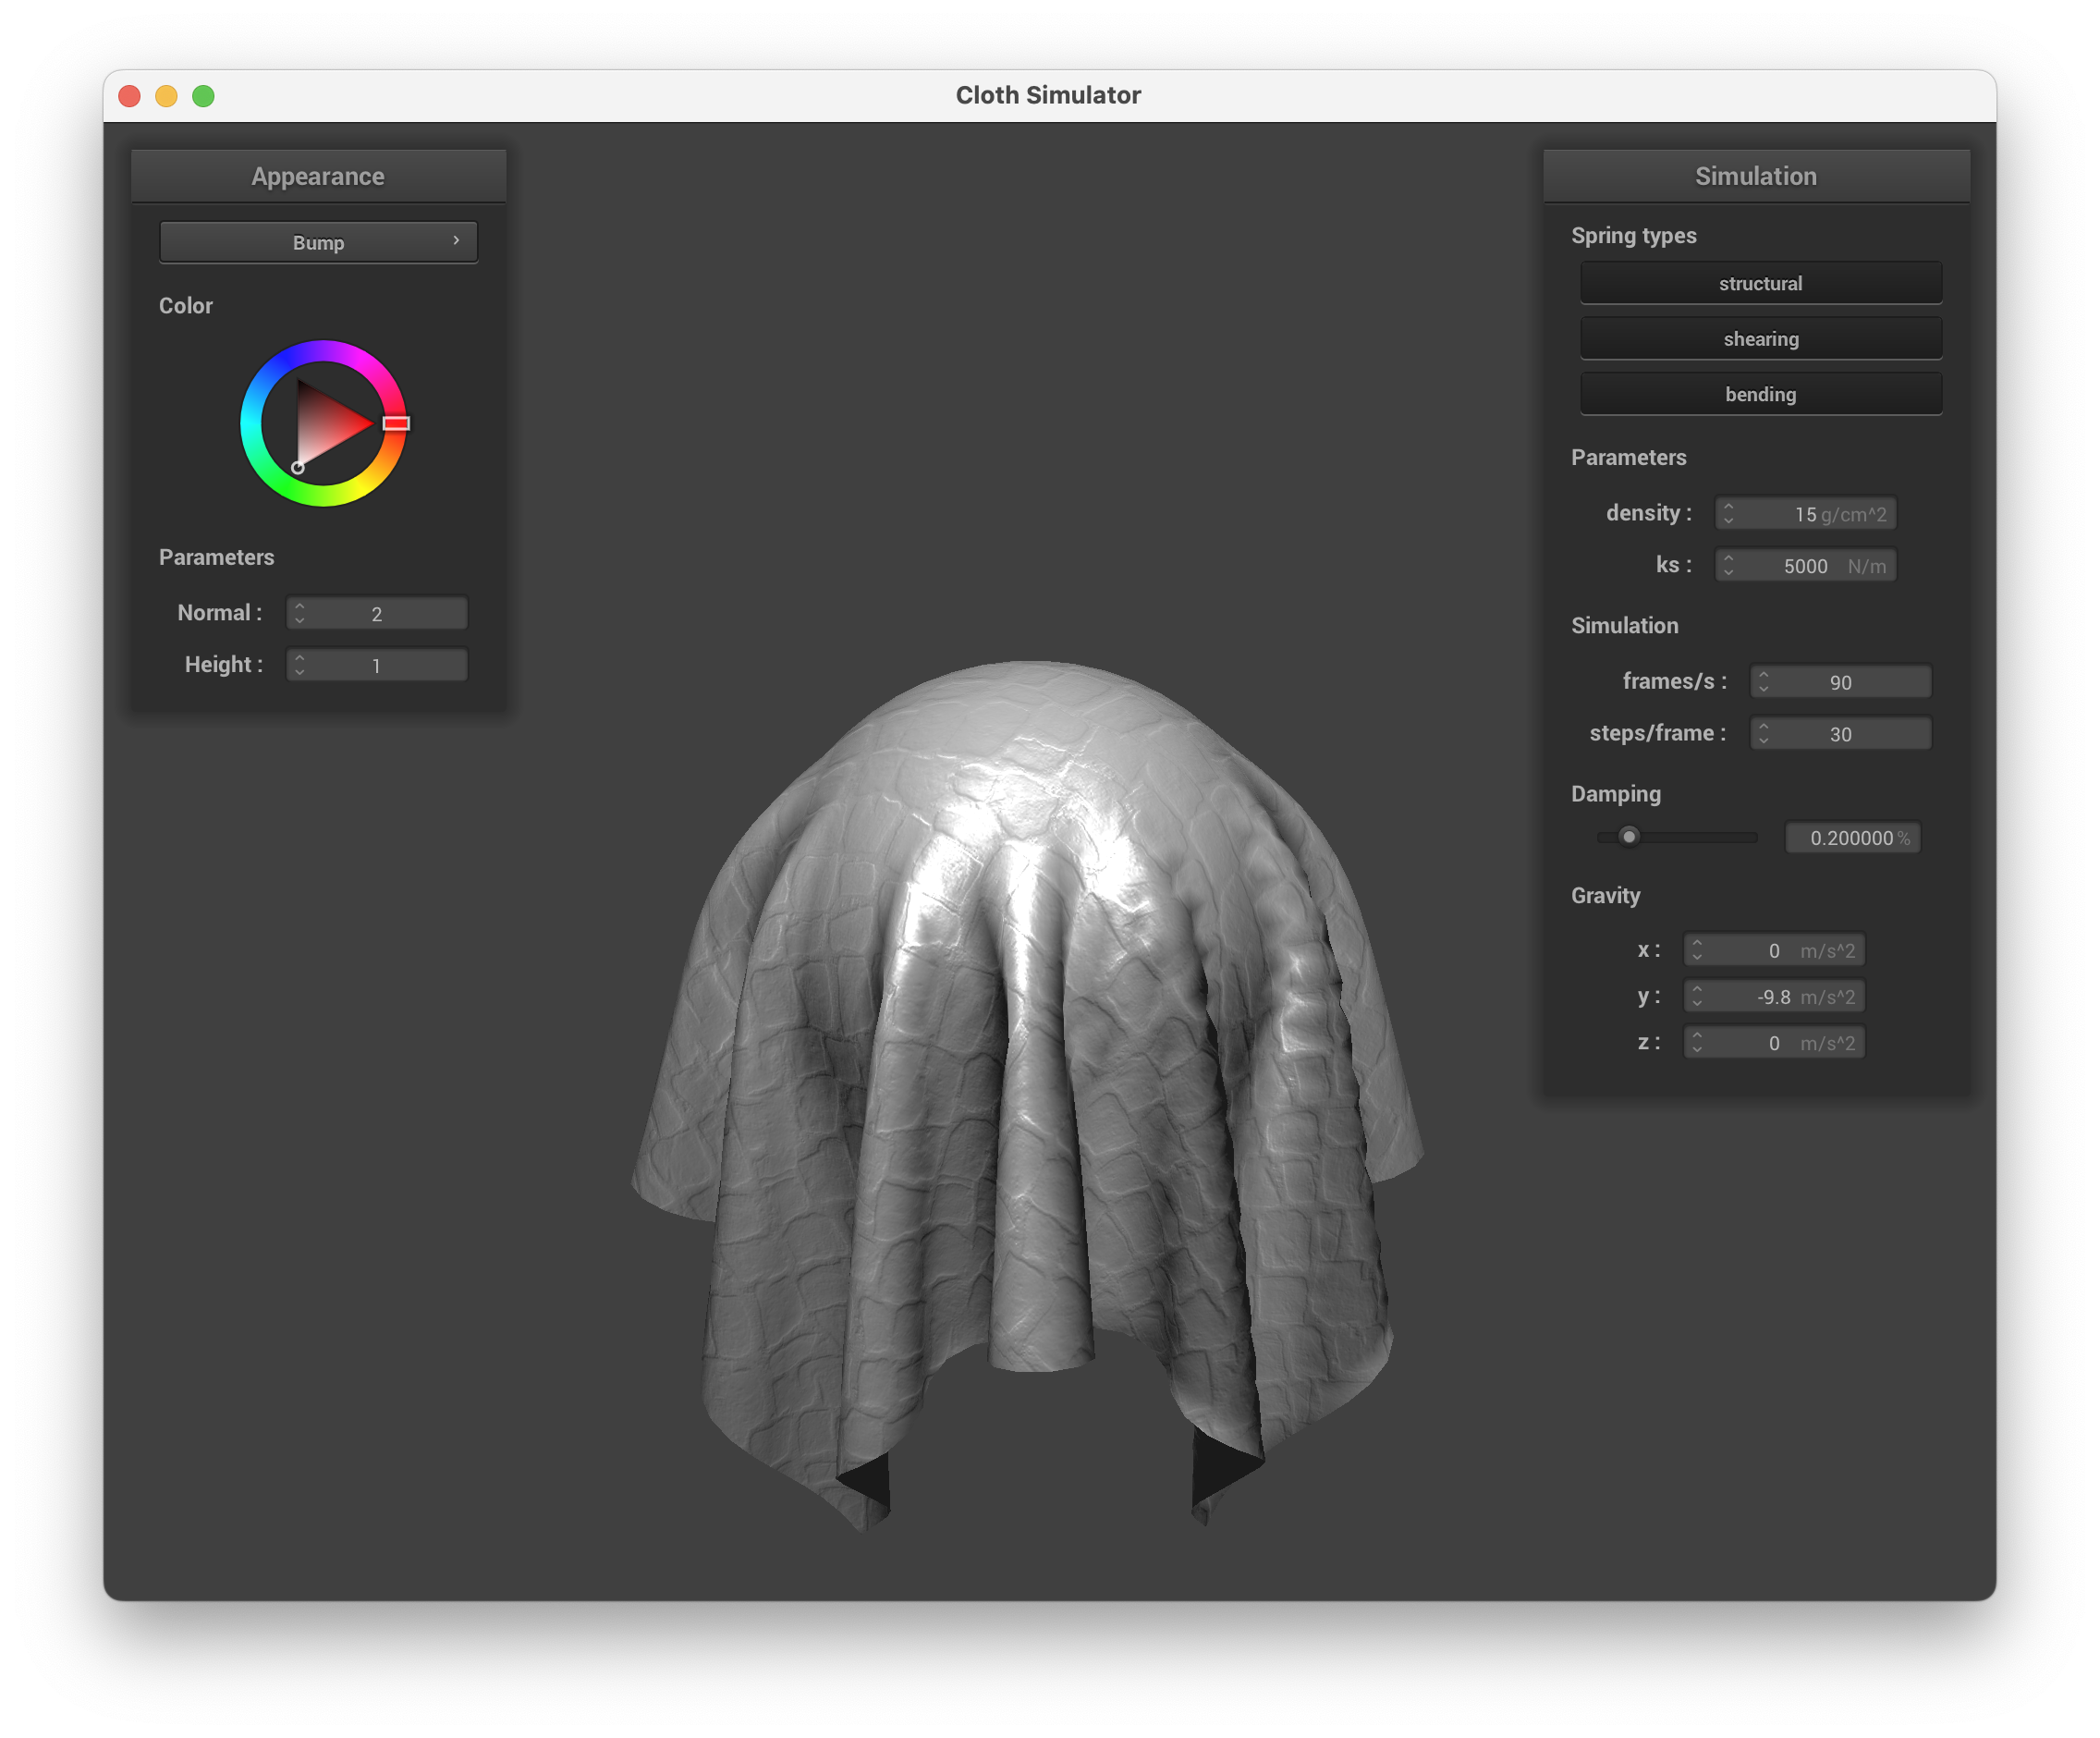 Cloth Simulator
Appearance
Bump
Color
Parameters
Normal : 2
Height : 1
Simulation
Spring types
structural
shearing
bending
Parameters
density : 15 g/cm^2
ks : 5000 N/m
Simulation
frames/s : 90
steps/frame : 30
Damping
0.200000 %
Gravity
x : 0 m/s^2
y : -9.8 m/s^2
z : 0 m/s^2